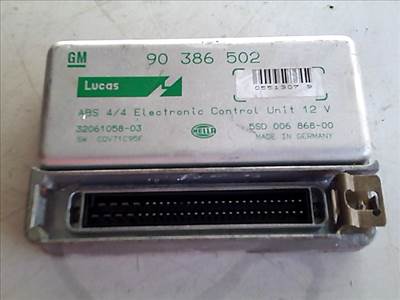 GM 90 386 502
Lucas
0551307 9
ABS 4/4 Electronic Control Unit 12 V
32061058-03 HELLA 5SD 006 868-00
SW CDV71C95F MADE IN GERMANY